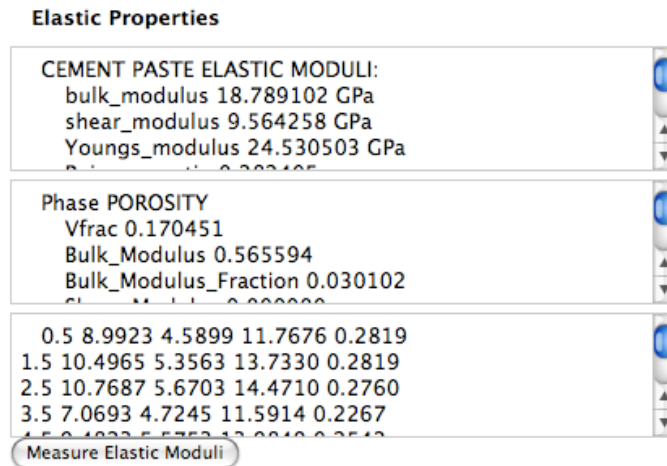 Elastic Properties
CEMENT PASTE ELASTIC MODULI:
bulk_modulus 18.789102 GPa
shear_modulus 9.564258 GPa
Youngs_modulus 24.530503 GPa
Phase POROSITY
Vfrac 0.170451
Bulk_Modulus 0.565594
Bulk_Modulus_Fraction 0.030102
0.5 8.9923 4.5899 11.7676 0.2819
1.5 10.4965 5.3563 13.7330 0.2819
2.5 10.7687 5.6703 14.4710 0.2760
3.5 7.0693 4.7245 11.5914 0.2267
Measure Elastic Moduli